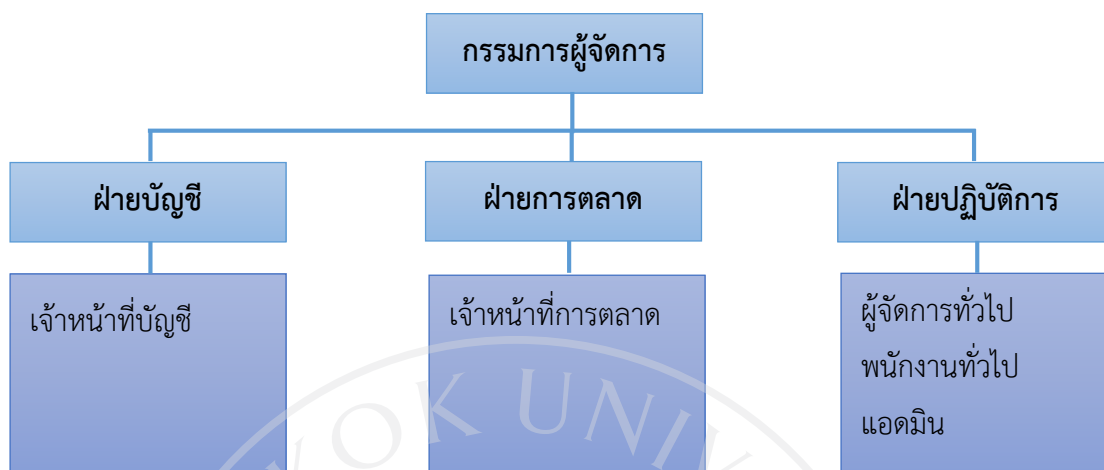 กรรมการผู้จัดการ
ฝ่ายบัญชี
ฝ่ายการตลาด
ฝ่ายปฏิบัติการ
เจ้าหน้าที่บัญชี
เจ้าหน้าที่การตลาด
ผู้จัดการทั่วไป
พนักงานทั่วไป
แอดมิน
OK UNIV